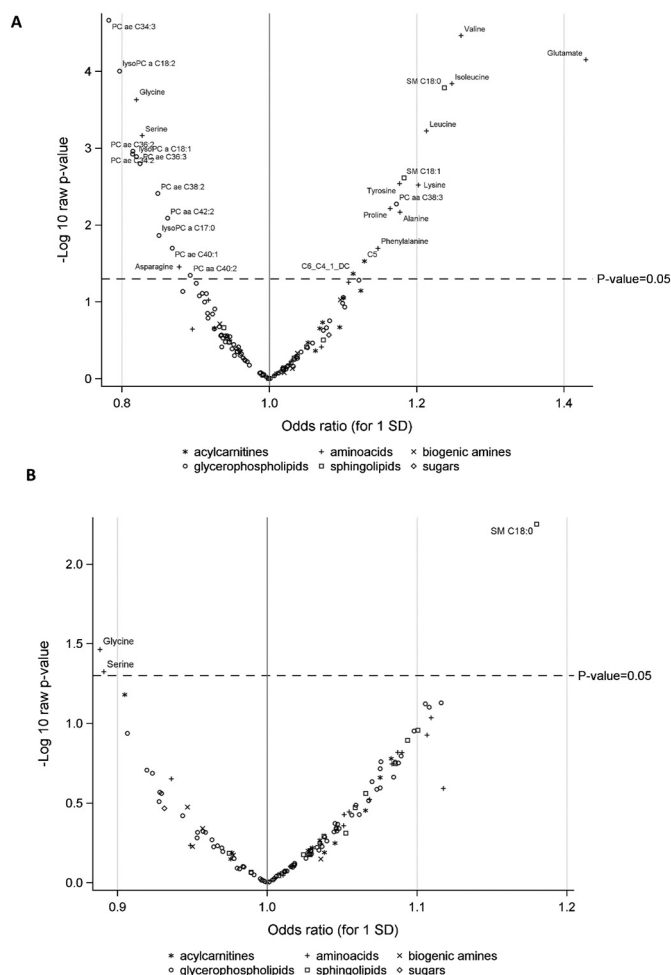 A
PC ae C34:3
Valine
Glutamate
lysoPC a C18:2
4
Isoleucine
SM C18:0
Glycine
Leucine
Serine
3
PC ae C36:2
lysoPC a C18:1
PC ae C36:3
PC ae C34:2
SM C18:1
Tyrosine
Lysine
PC ae C38:2
PC aa C38:3
-Log 10 raw p-value
2
PC aa C42:2
Proline
Alanine
lysoPC a C17:0
PC ae C40:1
Phenylalanine
C5
Asparagine
PC aa C40:2
C6_C4_1_DC
P-value=0.05
1
0
0.8 1.0 1.2 1.4
Odds ratio (for 1 SD)
acylcarnitines aminoacids biogenic amines
glycerophospholipids sphingolipids sugars
B
SM C18:0
2.0
Glycine
1.5
Serine
P-value=0.05
-Log 10 raw p-value
1.0
0.5
0.0
0.9 1.0 1.1 1.2
Odds ratio (for 1 SD)
acylcarnitines aminoacids biogenic amines
glycerophospholipids sphingolipids sugars